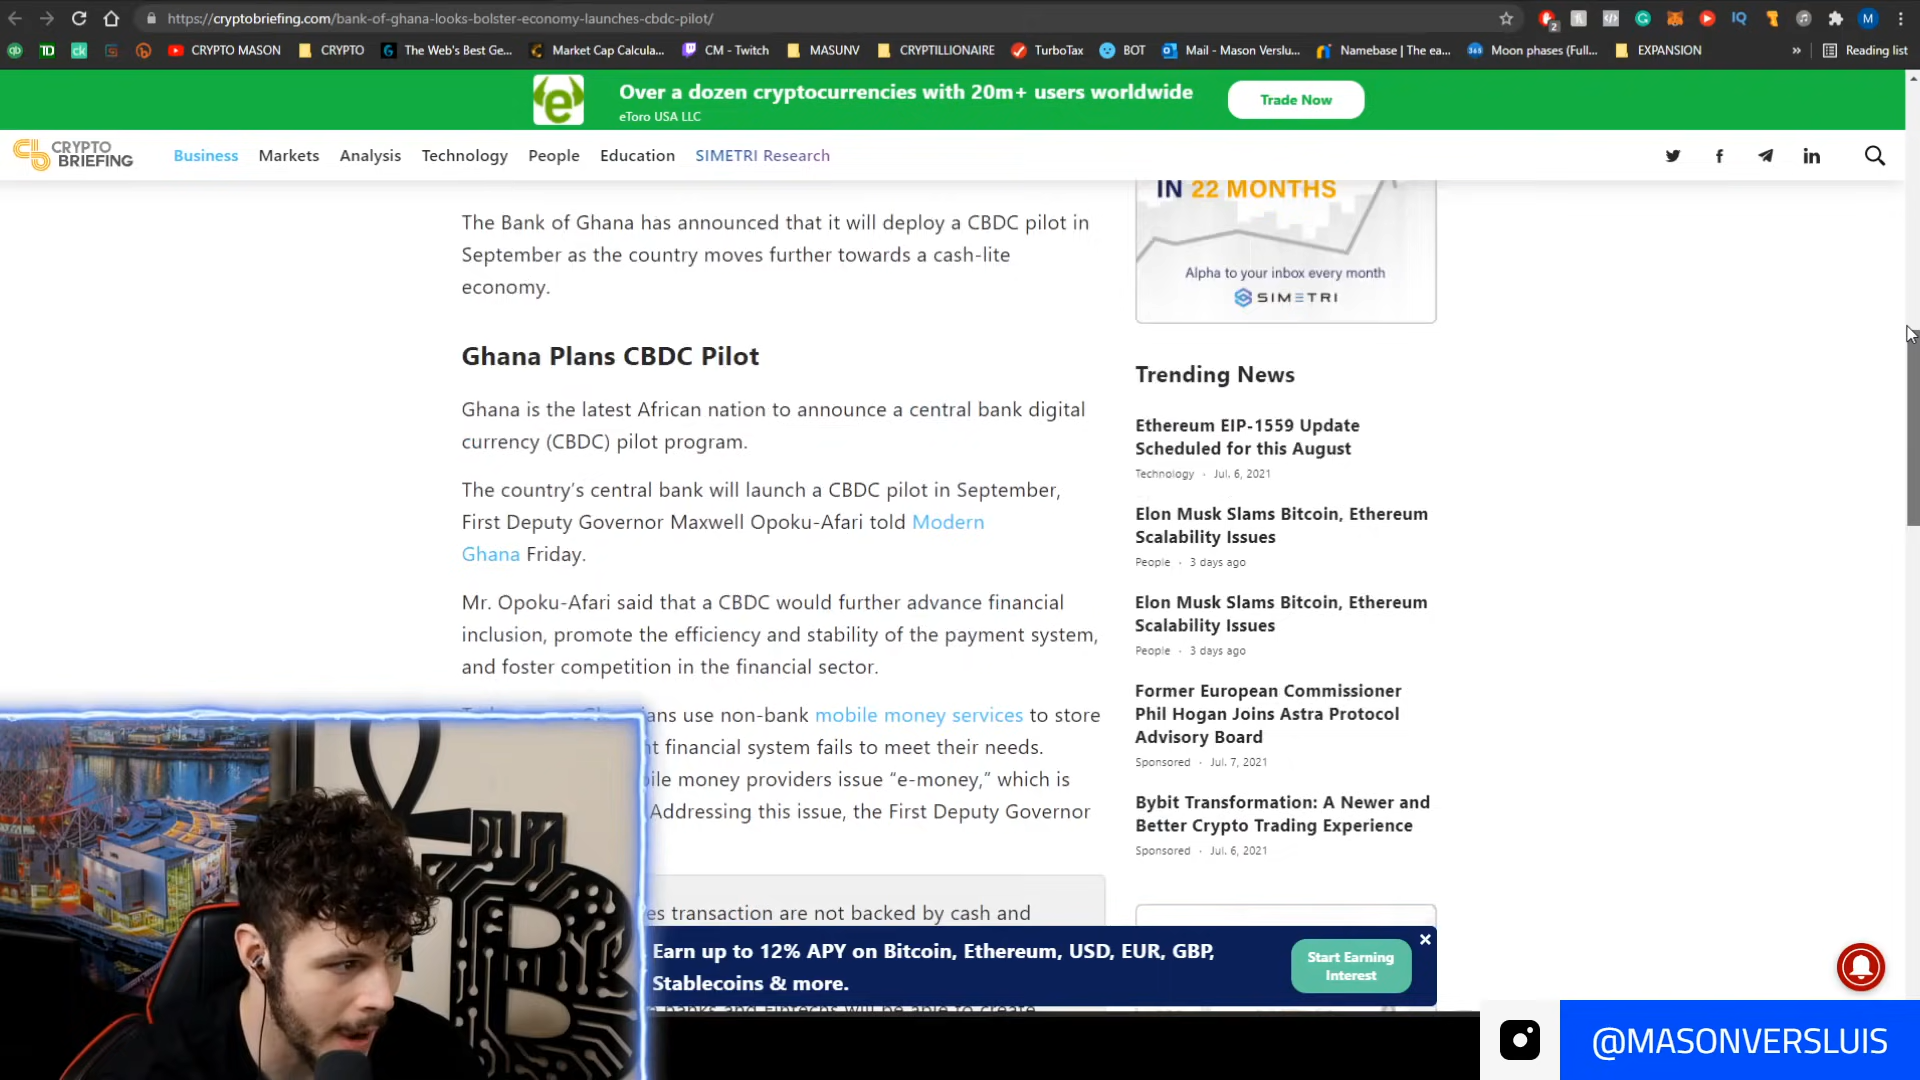 https://cryptobriefing.com/bank-of-ghana-looks-bolster-economy-launches-cbdc-pilot/
2
IQ
M
TD
CRYPTO MASON
CRYPTO
The Web's Best Ge...
Market Cap Calcula...
CM - Twitch
MASUNV
CRYPTILLIONAIRE
TurboTax
BOT
Mail - Mason Verslu...
Namebase | The ea...
Moon phases (Full...
EXPANSION
»
Reading list
Over a dozen cryptocurrencies with 20m+ users worldwide
eToro USA LLC
Trade Now
CRYPTO
BRIEFING
Business
Markets
Analysis
Technology
People
Education
SIMETRI Research
The Bank of Ghana has announced that it will deploy a CBDC pilot in
September as the country moves further towards a cash-lite
economy.
Ghana Plans CBDC Pilot
Ghana is the latest African nation to announce a central bank digital
currency (CBDC) pilot program.
The country's central bank will launch a CBDC pilot in September,
First Deputy Governor Maxwell Opoku-Afari told Modern
Ghana Friday.
Mr. Opoku-Afari said that a CBDC would further advance financial
inclusion, promote the efficiency and stability of the payment system,
and foster competition in the financial sector.
use non-bank mobile money services to store
financial system fails to meet their needs.
money providers issue “e-money,” which is
Addressing this issue, the First Deputy Governor
transaction are not backed by cash and
IN 22 MONTHS
Alpha to your inbox every month
SIMETRI
Trending News
Ethereum EIP-1559 Update
Scheduled for this August
Technology · Jul. 6, 2021
Elon Musk Slams Bitcoin, Ethereum
Scalability Issues
People · 3 days ago
Elon Musk Slams Bitcoin, Ethereum
Scalability Issues
People · 3 days ago
Former European Commissioner
Phil Hogan Joins Astra Protocol
Advisory Board
Sponsored · Jul. 7, 2021
Bybit Transformation: A Newer and
Better Crypto Trading Experience
Sponsored · Jul. 6, 2021
Earn up to 12% APY on Bitcoin, Ethereum, USD, EUR, GBP,
Stablecoins & more.
Start Earning
Interest
@MASONVERSLUIS